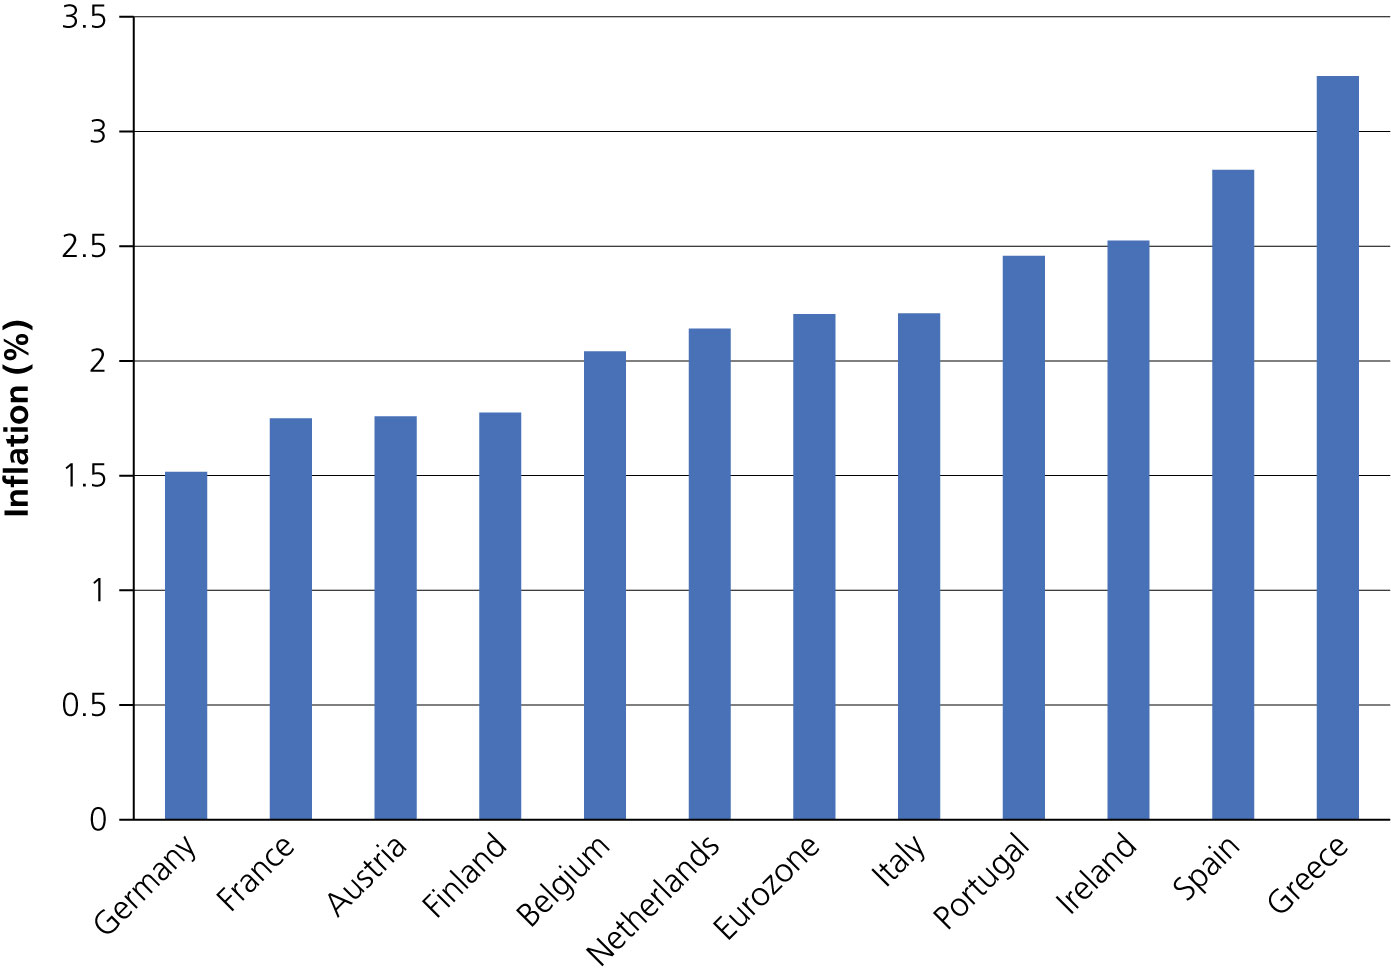 3.5
3
2.5
2
1.5
1
0.5
0
Inflation (%)
Germany
France
Austria
Finland
Belgium
Netherlands
Eurozone
Italy
Portugal
Ireland
Spain
Greece